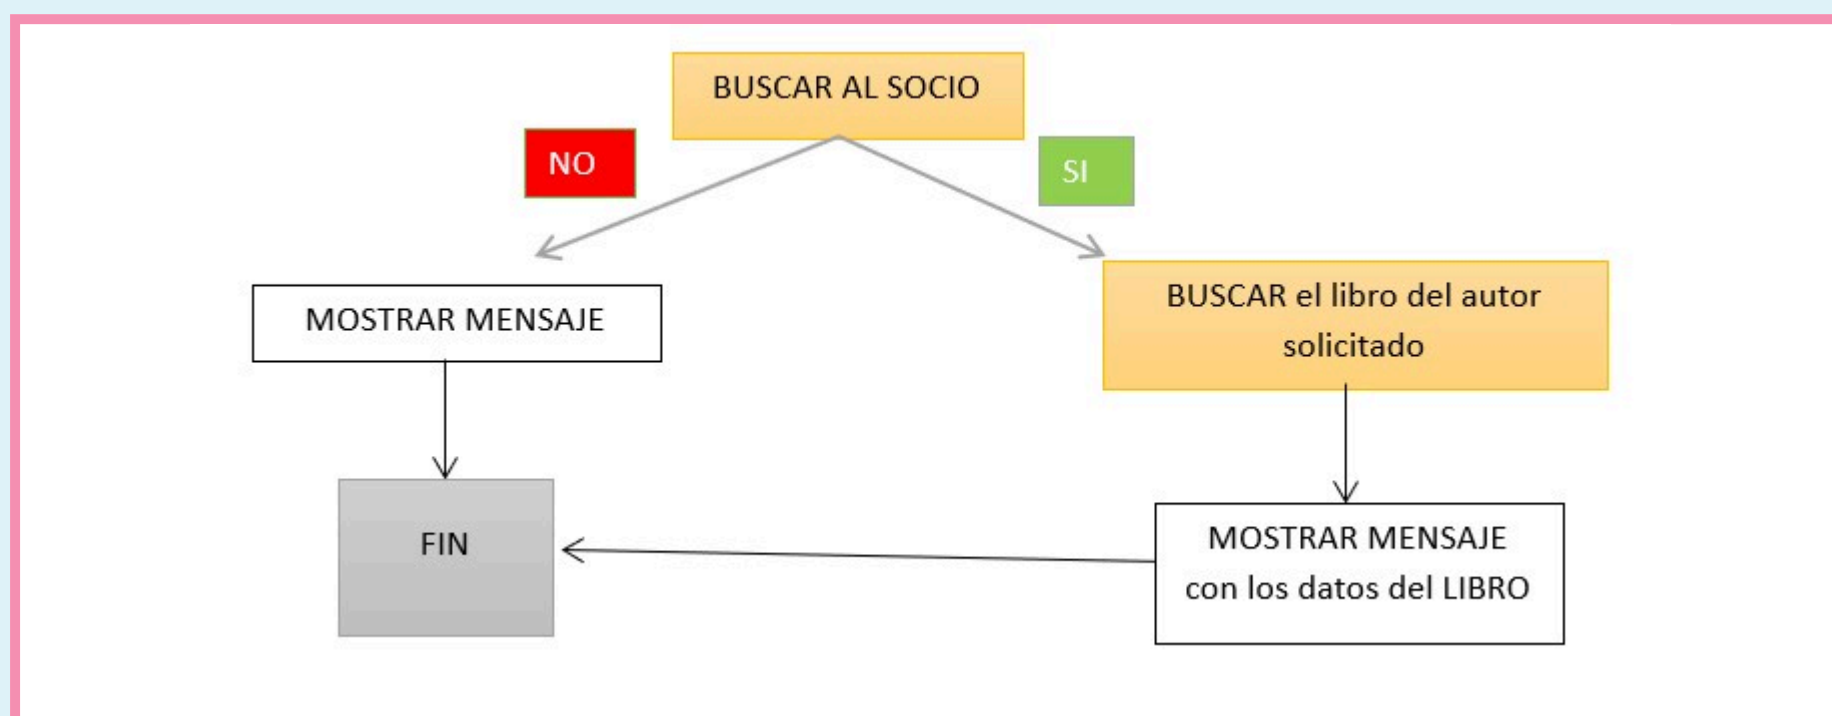 BUSCAR AL SOCIO
NO
SI
MOSTRAR MENSAJE
BUSCAR el libro del autor
solicitado
FIN
MOSTRAR MENSAJE
con los datos del LIBRO